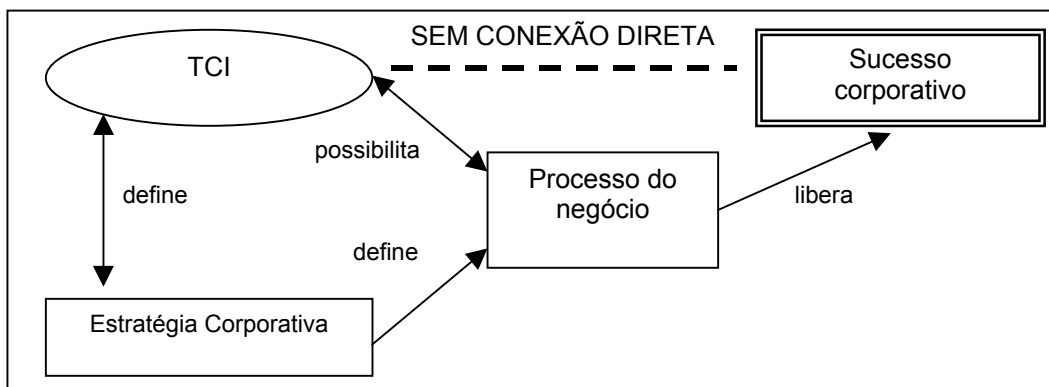 SEM CONEXÃO DIRETA
TCI
Sucesso
corporativo
possibilita
Processo do
negócio
define
libera
define
Estratégia Corporativa